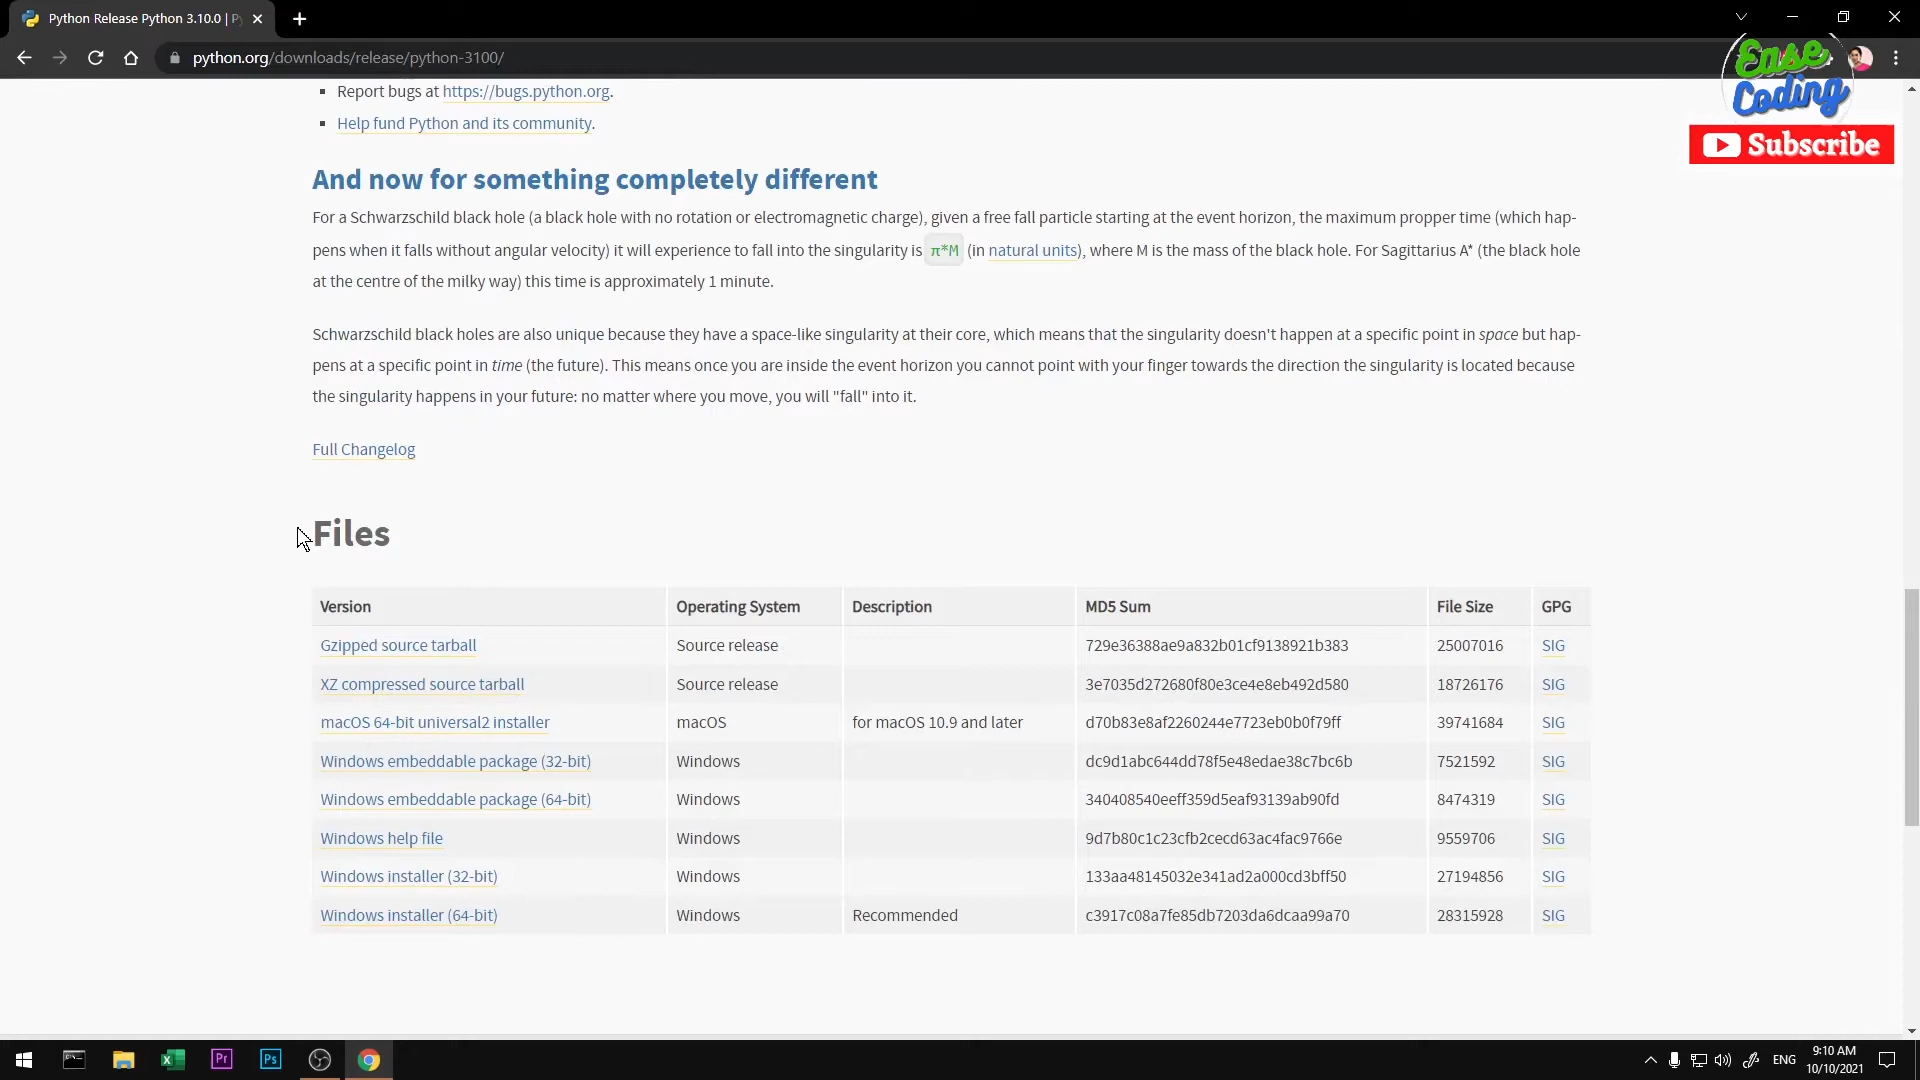 Python Release Python 3.10.0 | Py
python.org/downloads/release/python-3100/
Ease
Coding
Subscribe
Report bugs at https://bugs.python.org.
Help fund Python and its community.
And now for something completely different
For a Schwarzschild black hole (a black hole with no rotation or electromagnetic charge), given a free fall particle starting at the event horizon, the maximum propper time (which hap-
pens when it falls without angular velocity) it will experience to fall into the singularity is π*M (in natural units), where M is the mass of the black hole. For Sagittarius A* (the black hole
at the centre of the milky way) this time is approximately 1 minute.
Schwarzschild black holes are also unique because they have a space-like singularity at their core, which means that the singularity doesn't happen at a specific point in space but hap-
pens at a specific point in time (the future). This means once you are inside the event horizon you cannot point with your finger towards the direction the singularity is located because
the singularity happens in your future: no matter where you move, you will "fall" into it.
Full Changelog
Files
Version Operating System Description MD5 Sum File Size GPG
Gzipped source tarball Source release 729e36388ae9a832b01cf9138921b383 25007016 SIG
XZ compressed source tarball Source release 3e7035d272680f80e3ce4e8eb492d580 18726176 SIG
macOS 64-bit universal2 installer macOS for macOS 10.9 and later d70b83e8af2260244e7723eb0b0f79ff 39741684 SIG
Windows embeddable package (32-bit) Windows dc9d1abc644dd78f5e48edae38c7bc6b 7521592 SIG
Windows embeddable package (64-bit) Windows 340408540eeff359d5eaf93139ab90fd 8474319 SIG
Windows help file Windows 9d7b80c1c23cfb2cecd63ac4fac9766e 9559706 SIG
Windows installer (32-bit) Windows 133aa48145032e341ad2a000cd3bff50 27194856 SIG
Windows installer (64-bit) Windows Recommended c3917c08a7fe85db7203da6dcaa99a70 28315928 SIG
Pr
Ps
ENG
9:10 AM
10/10/2021